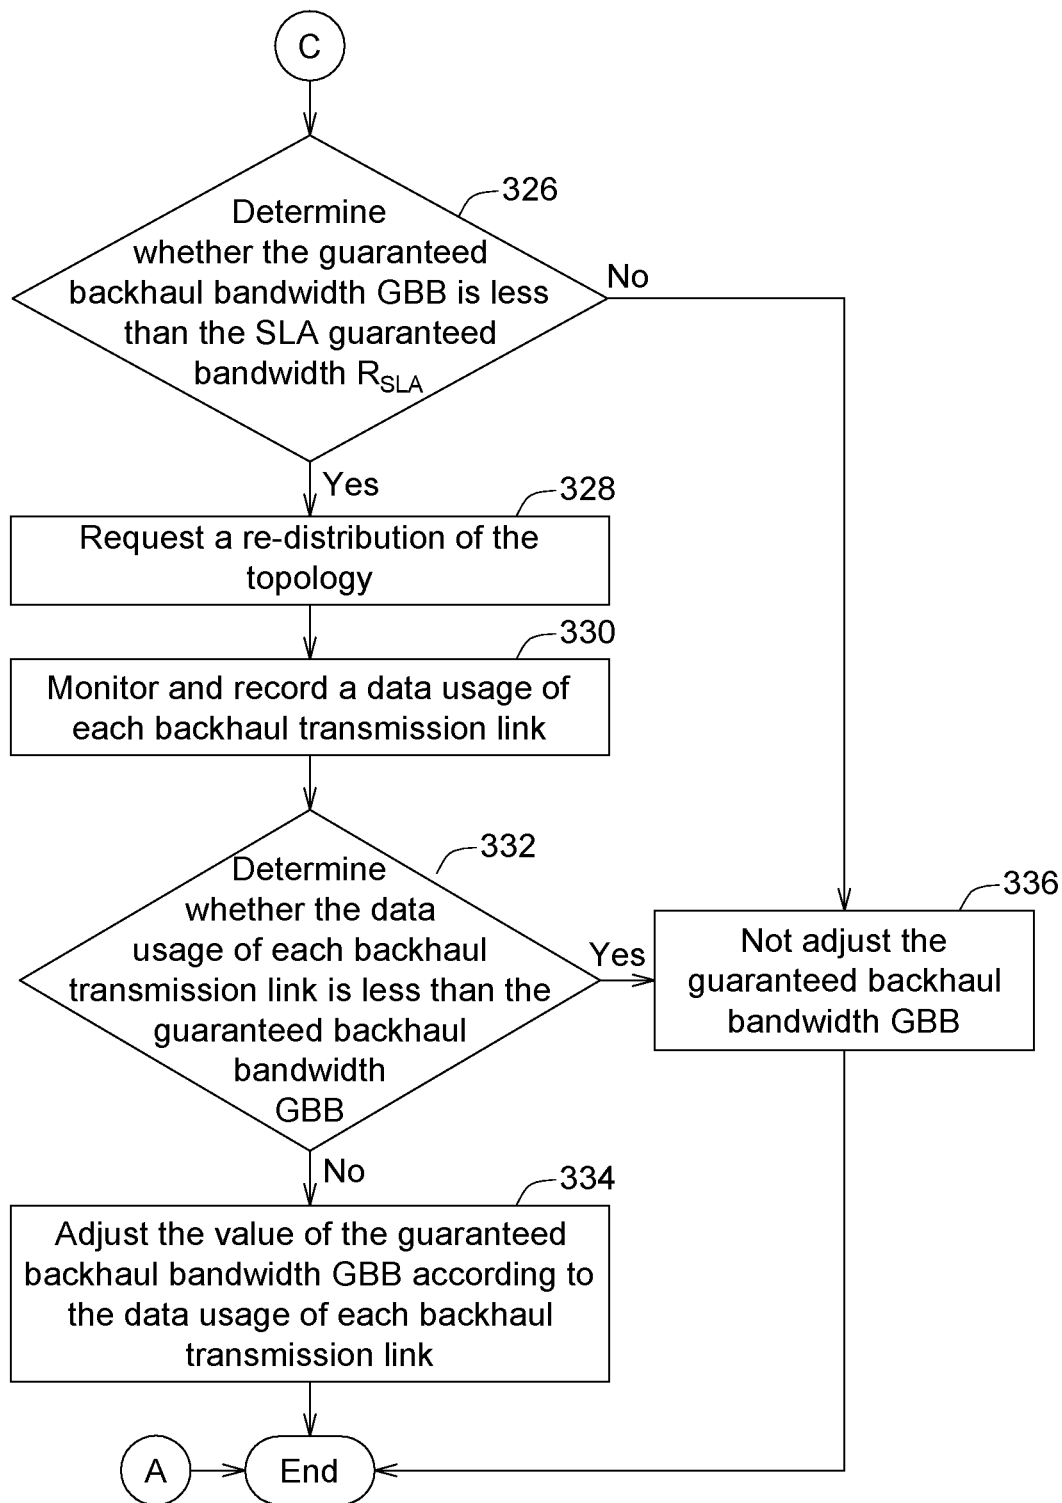 C
326
Determine
whether the guaranteed
backhaul bandwidth GBB is less
than the SLA guaranteed
bandwidth RSLA
No
Yes
328
Request a re-distribution of the
topology
330
Monitor and record a data usage of
each backhaul transmission link
332
Determine
whether the data
usage of each backhaul
transmission link is less than the
guaranteed backhaul
bandwidth
GBB
Yes
336
Not adjust the
guaranteed backhaul
bandwidth GBB
No
334
Adjust the value of the guaranteed
backhaul bandwidth GBB according to
the data usage of each backhaul
transmission link
A
End